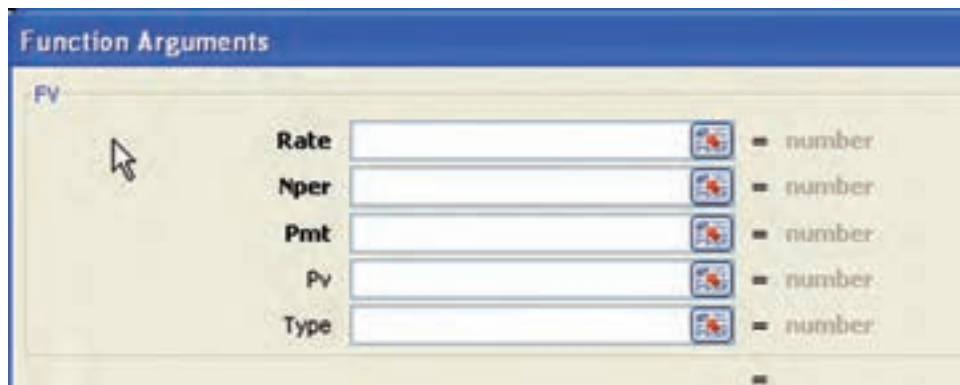 Function Arguments
FV
Rate = number
Nper = number
Pmt = number
Pv = number
Type = number
=